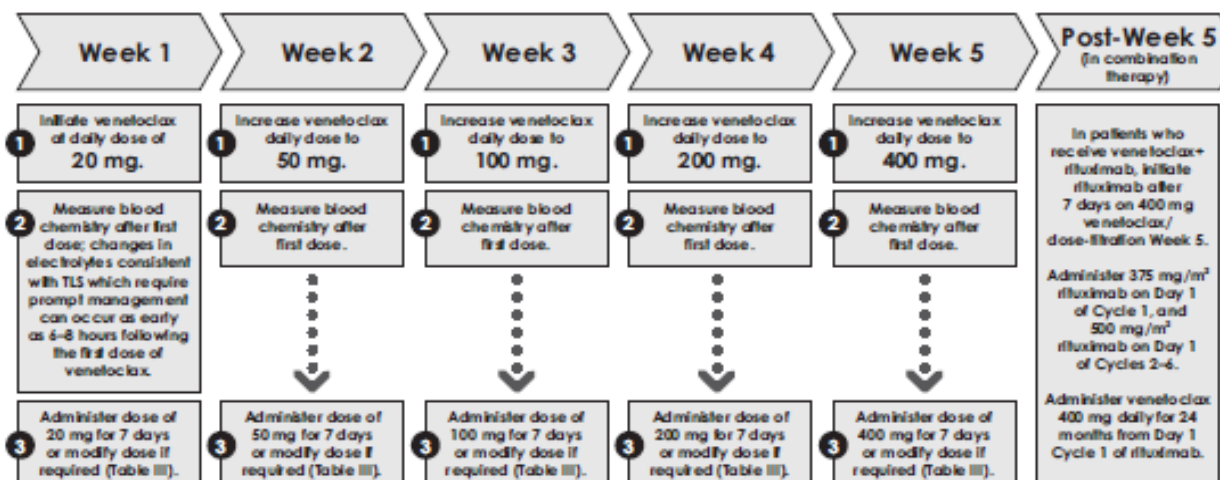 Week 1
Week 2
Week 3
Week 4
Week 5
Post-Week 5
(in combination
therapy)
1
Initiate venetoclax
at daily dose of
20 mg.
1
Increase venetoclax
daily dose to
50 mg.
1
Increase venetoclax
daily dose to
100 mg.
1
Increase venetoclax
daily dose to
200 mg.
1
Increase venetoclax
daily dose to
400 mg.
2
Measure blood
chemistry after first
dose; changes in
electrolytes consistent
with TLS which require
prompt management
can occur as early
as 6–8 hours following
the first dose of
venetoclax.
2
Measure blood
chemistry after
first dose.
2
Measure blood
chemistry after
first dose.
2
Measure blood
chemistry after
first dose.
2
Measure blood
chemistry after
first dose.
3
Administer dose of
20 mg for 7 days
or modify dose if
required (Table III).
3
Administer dose of
50 mg for 7 days
or modify dose if
required (Table III).
3
Administer dose of
100 mg for 7 days
or modify dose if
required (Table III).
3
Administer dose of
200 mg for 7 days
or modify dose if
required (Table III).
3
Administer dose of
400 mg for 7 days
or modify dose if
required (Table III).
In patients who
receive venetoclax+
rituximab, initiate
rituximab after
7 days on 400 mg
venetoclax/
dose-titration Week 5.
Administer 375 mg/m²
rituximab on Day 1
of Cycle 1, and
500 mg/m²
rituximab on Day 1
of Cycles 2–6.
Administer venetoclax
400 mg daily for 24
months from Day 1
Cycle 1 of rituximab.